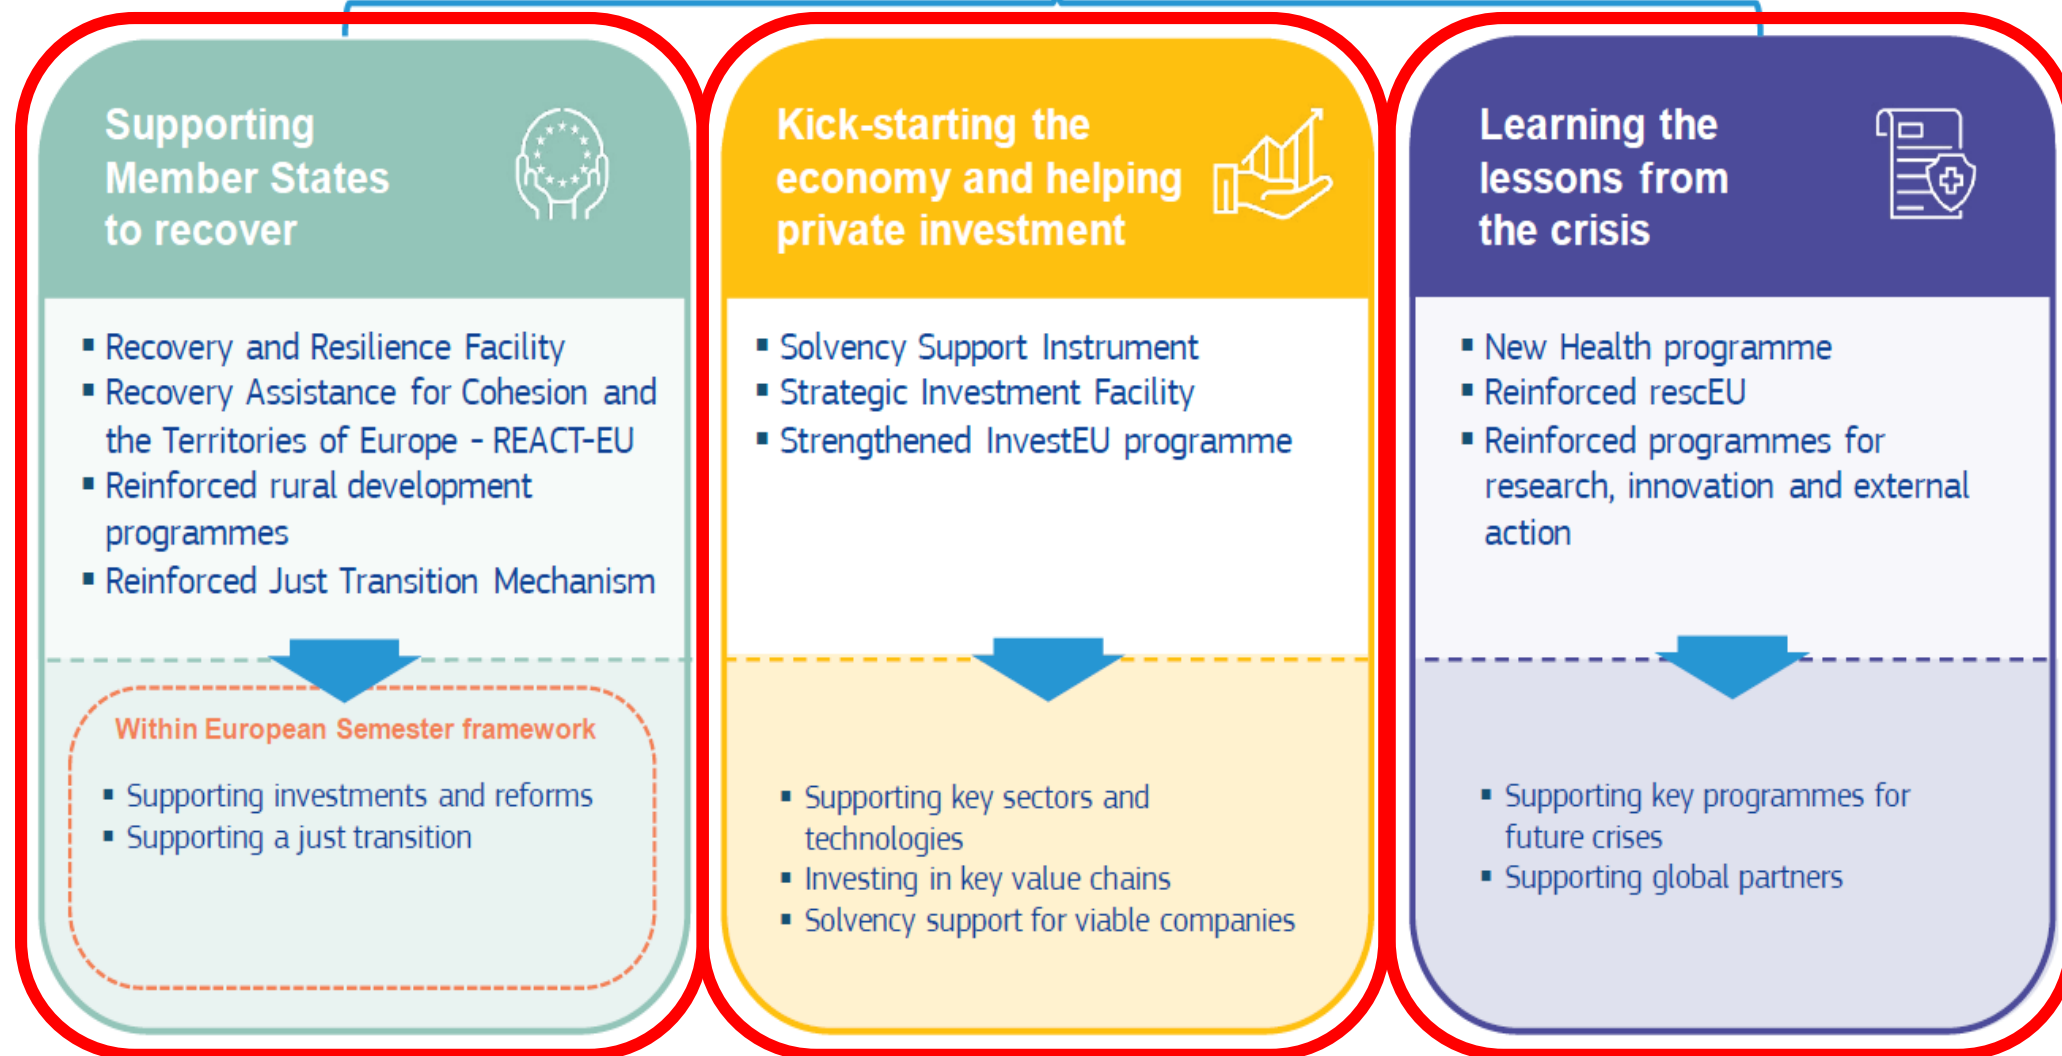 Supporting
Member States
to recover
▪ Recovery and Resilience Facility
▪ Recovery Assistance for Cohesion and
the Territories of Europe - REACT-EU
▪ Reinforced rural development
programmes
▪ Reinforced Just Transition Mechanism
Within European Semester framework
▪ Supporting investments and reforms
▪ Supporting a just transition
Kick-starting the
economy and helping
private investment
▪ Solvency Support Instrument
▪ Strategic Investment Facility
▪ Strengthened InvestEU programme
▪ Supporting key sectors and
technologies
▪ Investing in key value chains
▪ Solvency support for viable companies
Learning the
lessons from
the crisis
▪ New Health programme
▪ Reinforced rescEU
▪ Reinforced programmes for
research, innovation and external
action
▪ Supporting key programmes for
future crises
▪ Supporting global partners